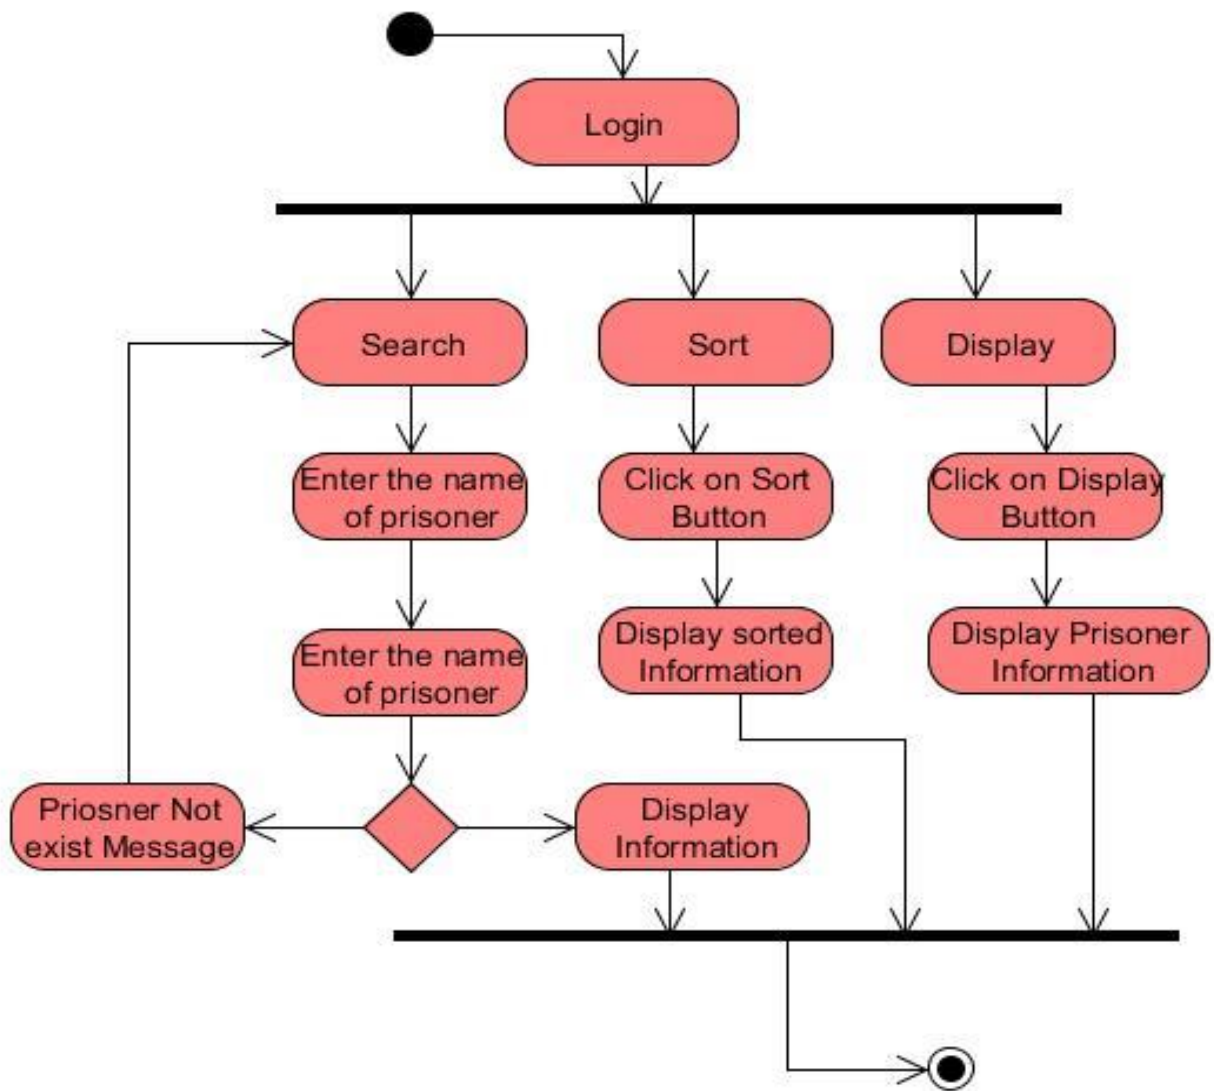 Login
Search
Sort
Display
Enter the name
of prisoner
Click on Sort
Button
Click on Display
Button
Enter the name
of prisoner
Display sorted
Information
Display Prisoner
Information
Priosner Not
exist Message
Display
Information